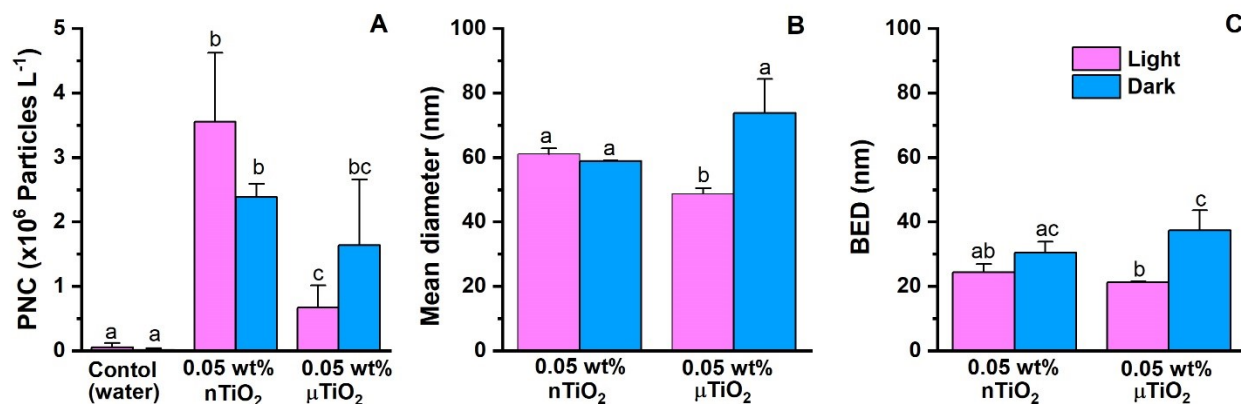 A
PNC (x10⁶ Particles L⁻¹)
5
4
3
2
1
0
a
a
b
b
c
bc
Contol
(water)
0.05 wt%
nTiO₂
0.05 wt%
μTiO₂
B
Mean diameter (nm)
100
80
60
40
20
0
a
a
b
a
0.05 wt%
nTiO₂
0.05 wt%
μTiO₂
C
Light
Dark
BED (nm)
100
80
60
40
20
0
ab
ac
b
c
0.05 wt%
nTiO₂
0.05 wt%
μTiO₂